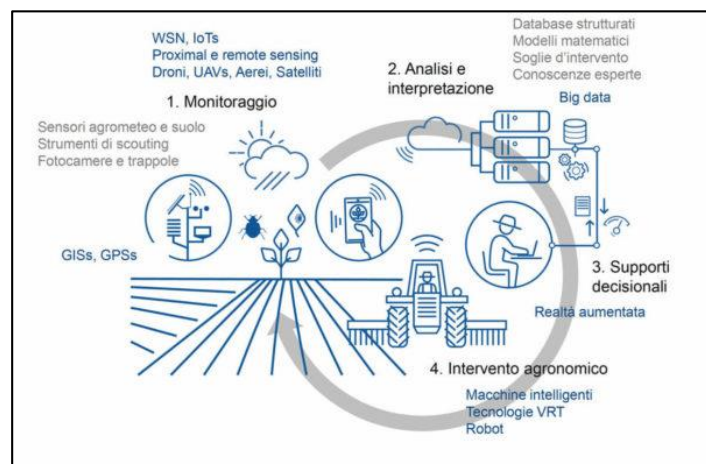 WSN, IoTs
Proximal e remote sensing
Droni, UAVs, Aerei, Satelliti
1. Monitoraggio
Sensori agrometeo e suolo
Strumenti di scouting
Fotocamere e trappole
GISs, GPSs
Database strutturati
Modelli matematici
Soglie d'intervento
Conoscenze esperte
2. Analisi e
interpretazione
Big data
3. Supporti
decisionali
Realtà aumentata
4. Intervento agronomico
Macchine intelligenti
Tecnologie VRT
Robot